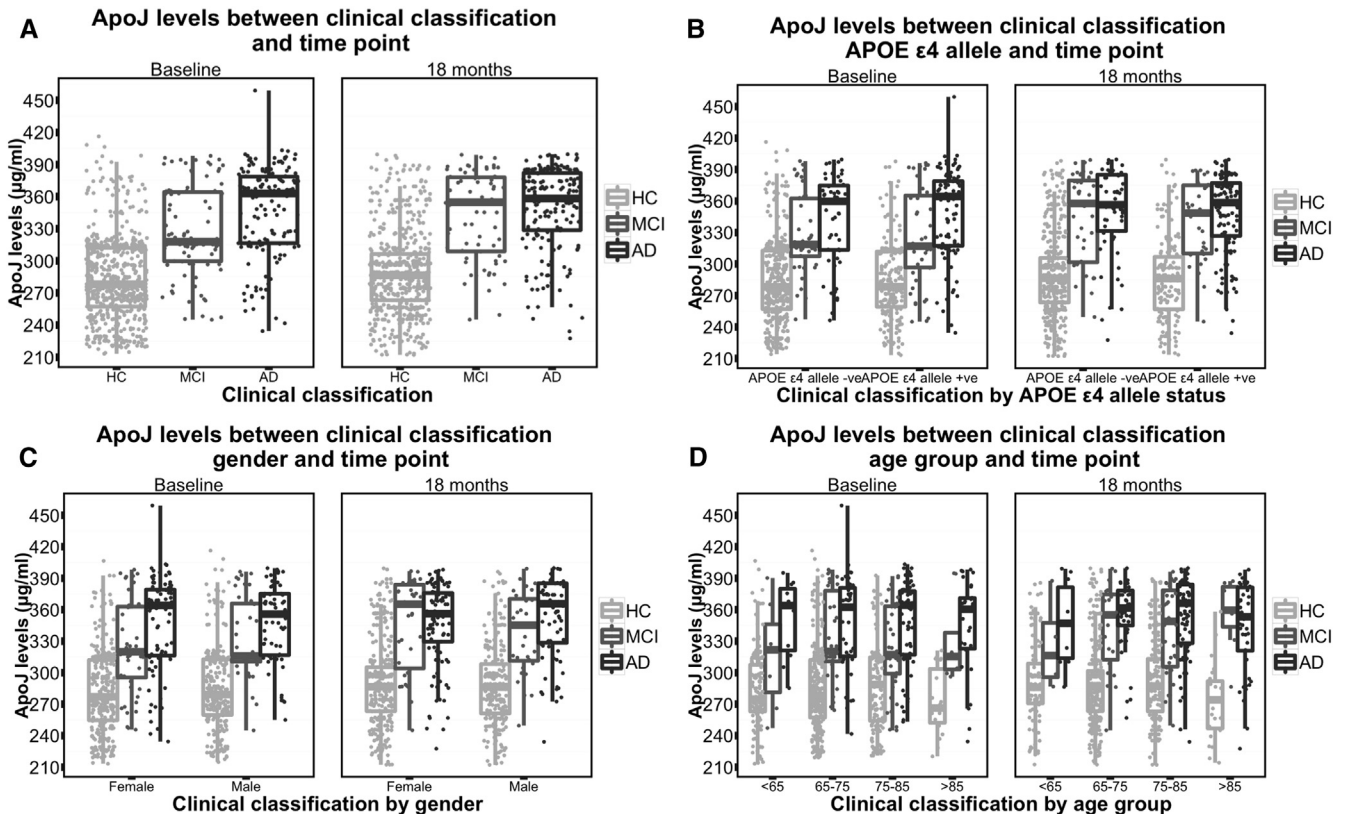 A
ApoJ levels between clinical classification
and time point
Baseline
18 months
ApoJ levels (μg/ml)
450
420
390
360
330
300
270
240
210
HC
MCI
AD
HC
MCI
AD
Clinical classification
HC
MCI
AD
B
ApoJ levels between clinical classification
APOE ε4 allele and time point
Baseline
18 months
ApoJ levels (μg/ml)
450
420
390
360
330
300
270
240
210
APOE ε4 allele -ve
APOE ε4 allele +ve
APOE ε4 allele -ve
APOE ε4 allele +ve
Clinical classification by APOE ε4 allele status
HC
MCI
AD
C
ApoJ levels between clinical classification
gender and time point
Baseline
18 months
ApoJ levels (μg/ml)
450
420
390
360
330
300
270
240
210
Female
Male
Female
Male
Clinical classification by gender
HC
MCI
AD
D
ApoJ levels between clinical classification
age group and time point
Baseline
18 months
ApoJ levels (μg/ml)
450
420
390
360
330
300
270
240
210
<65
65-75
75-85
>85
<65
65-75
75-85
>85
Clinical classification by age group
HC
MCI
AD